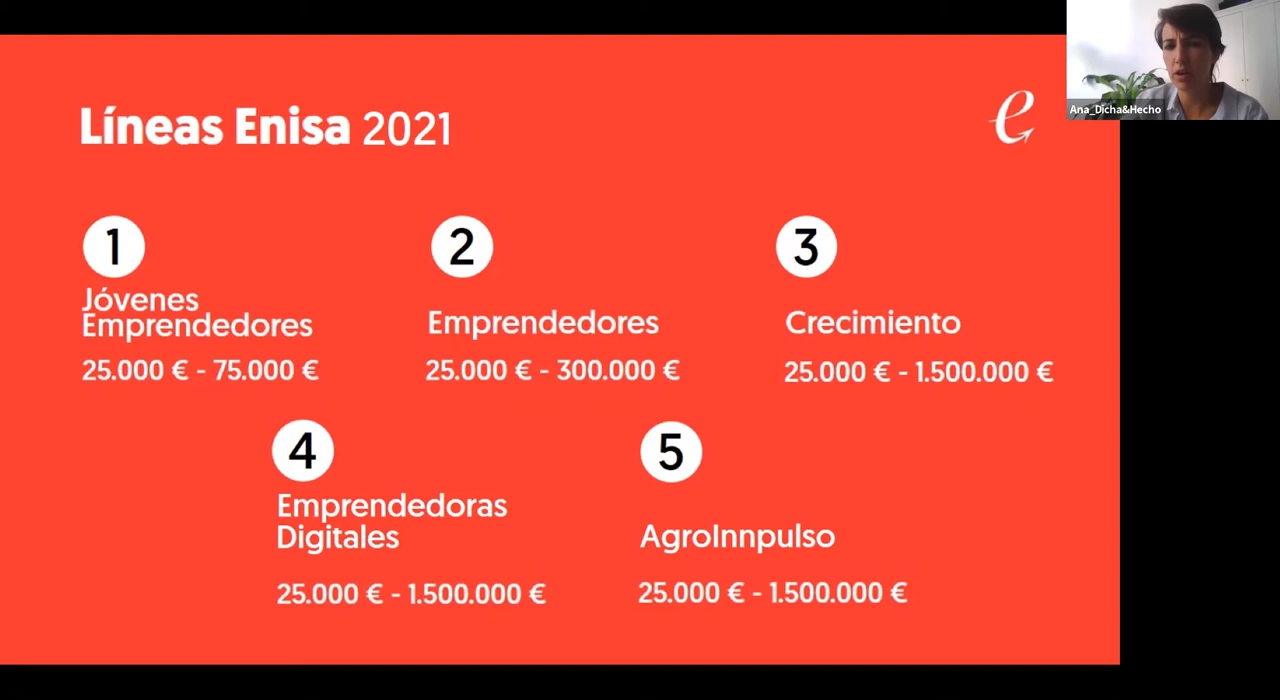 Líneas Enisa 2021
Ana_Dicha&Hecho
e
1
Jóvenes
Emprendedores
25.000 € - 75.000 €
2
Emprendedores
25.000 € - 300.000 €
3
Crecimiento
25.000 € - 1.500.000 €
4
Emprendedoras
Digitales
25.000 € - 1.500.000 €
5
AgroInnpulso
25.000 € - 1.500.000 €